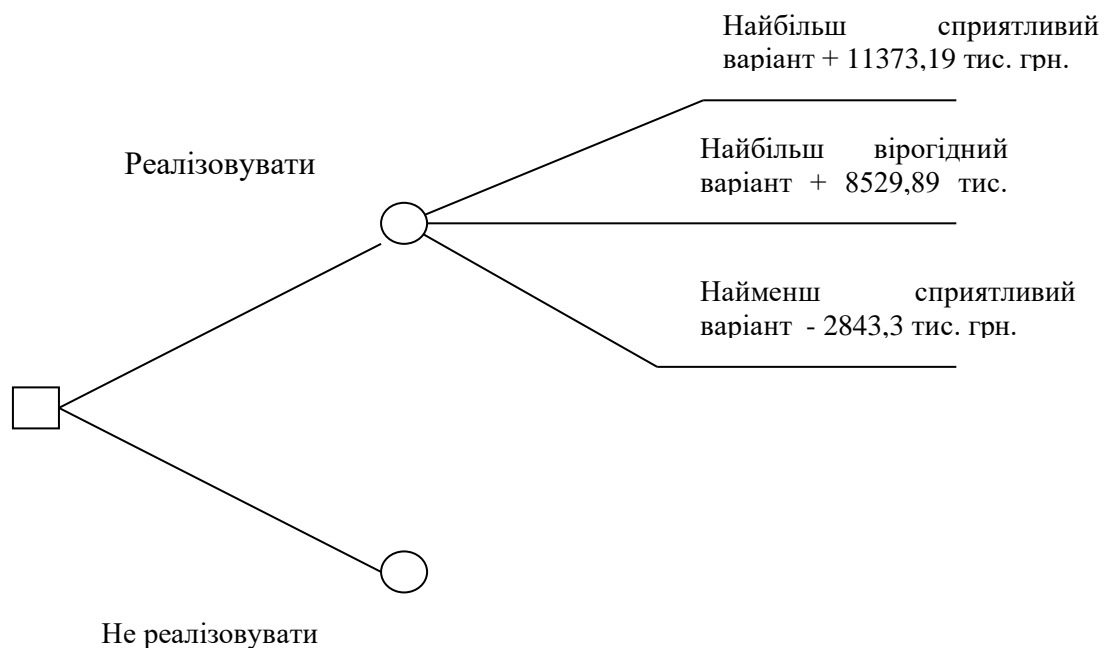 Найбільш сприятливий
варіант + 11373,19 тис. грн.
Реалізовувати
Найбільш вірогідний
варіант + 8529,89 тис.
Найменш сприятливий
варіант - 2843,3 тис. грн.
Не реалізовувати